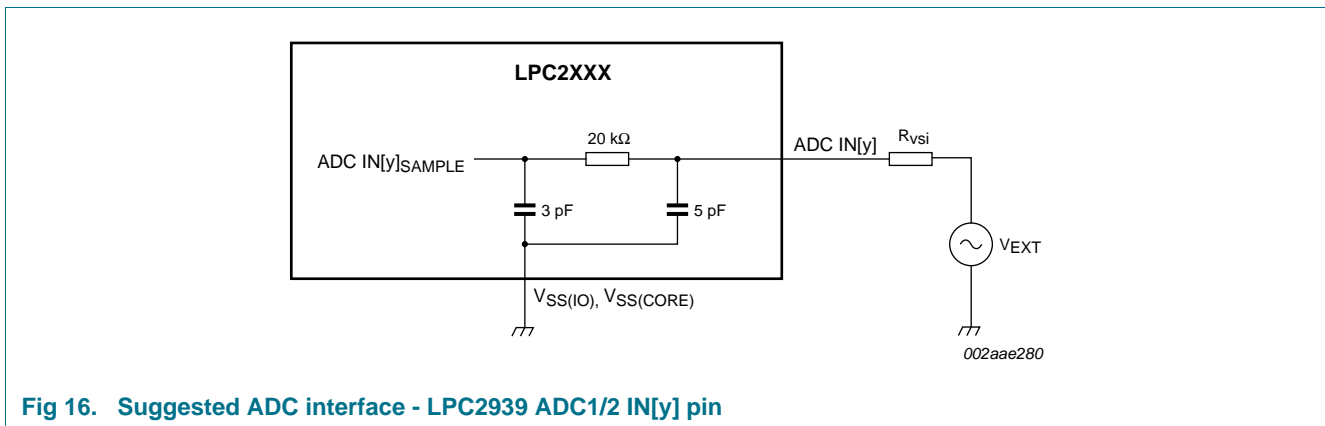 LPC2XXX
20 kΩ
ADC IN[y]
Rvsi
ADC IN[y]SAMPLE
3 pF
5 pF
VEXT
VSS(IO), VSS(CORE)
002aae280
Fig 16. Suggested ADC interface - LPC2939 ADC1/2 IN[y] pin